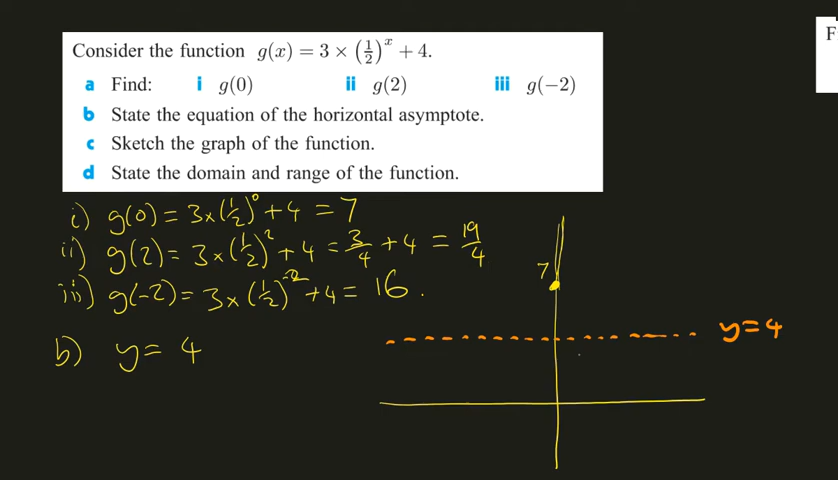 Consider the function g(x) = 3 × (1/2)^x + 4.
a Find: i g(0) ii g(2) iii g(−2)
b State the equation of the horizontal asymptote.
c Sketch the graph of the function.
d State the domain and range of the function.
F
i) g(0) = 3 × (1/2)^0 + 4 = 7
ii) g(2) = 3 × (1/2)^2 + 4 = 3/4 + 4 = 19/4
iii) g(−2) = 3 × (1/2)^−2 + 4 = 16.
b) y = 4
7
y = 4